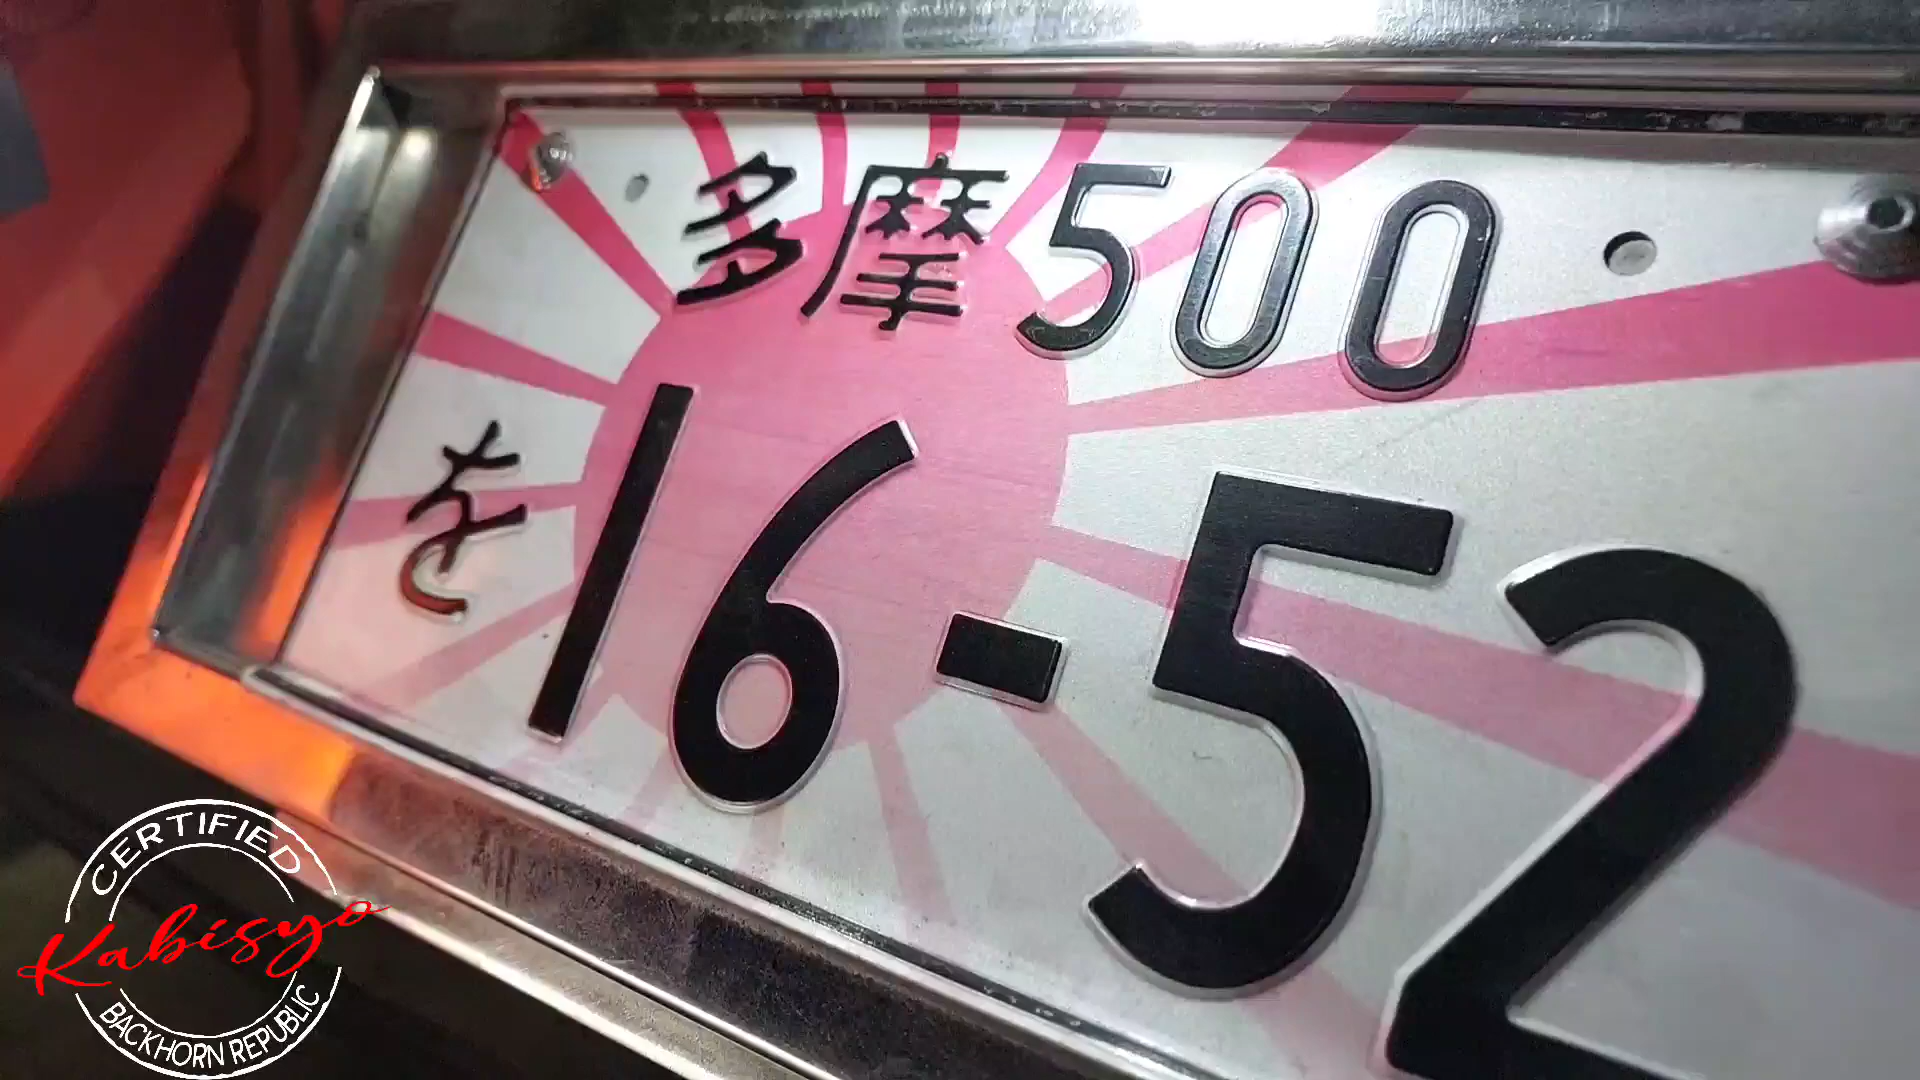 多摩500
を16-52
CERTIFIED
Kabisyo
BACKHORN REPUBLIC